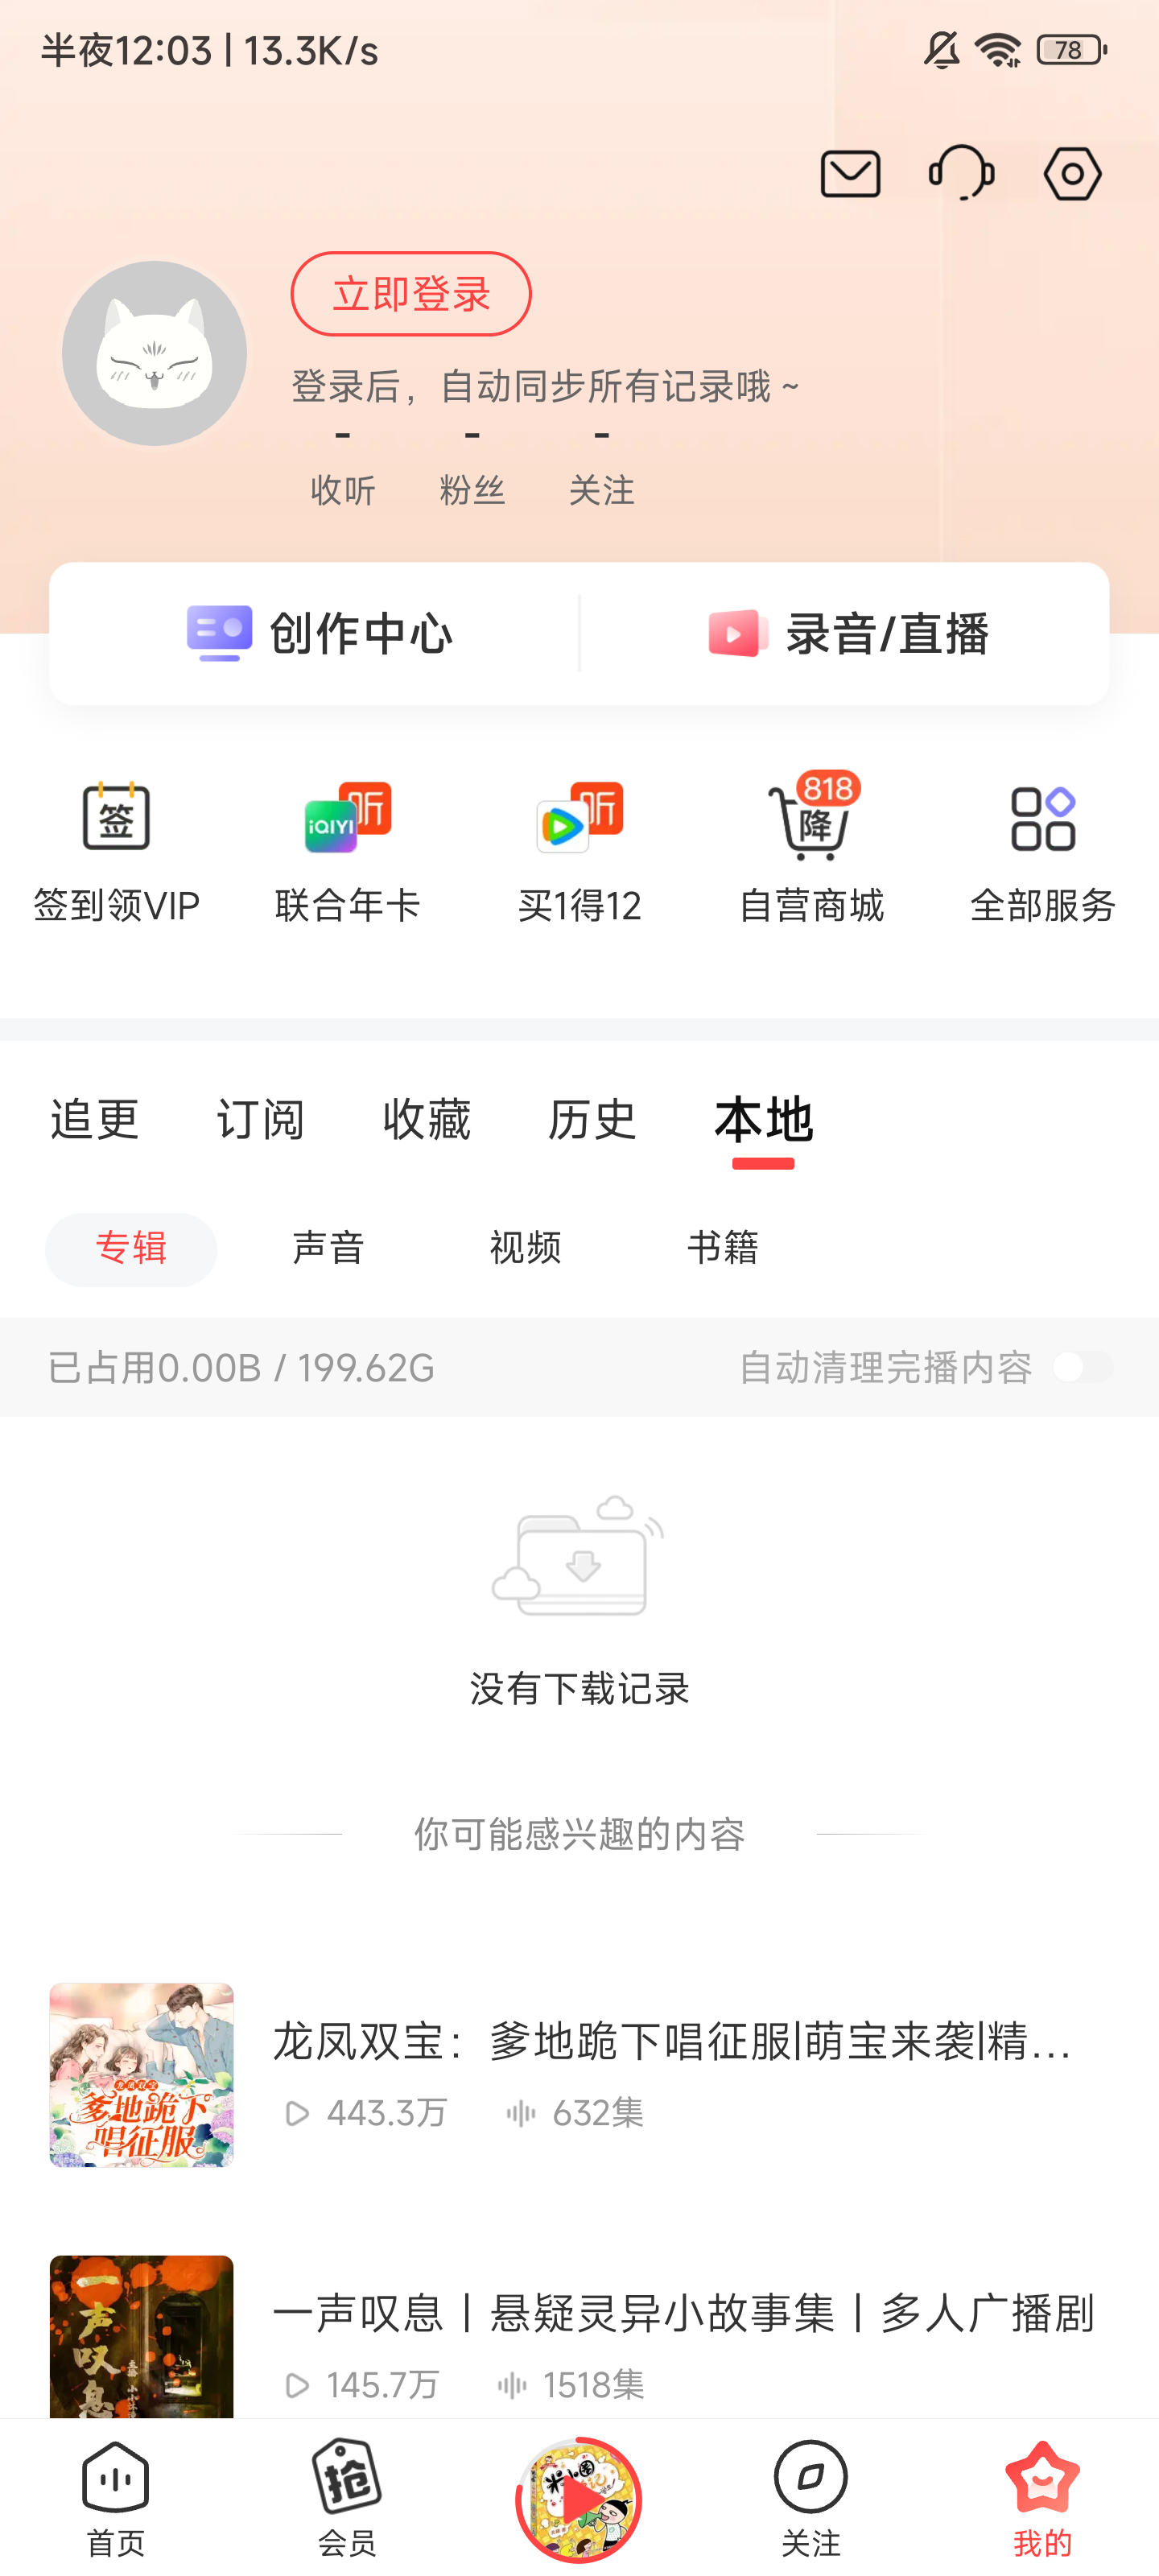 半夜12:03 | 13.3K/s
78
立即登录
登录后，自动同步所有记录哦～
- - -
收听 粉丝 关注
创作中心 录音/直播
签 iQIYI 听 听 818 降
签到领VIP 联合年卡 买1得12 自营商城 全部服务
追更 订阅 收藏 历史 本地
专辑 声音 视频 书籍
已占用0.00B / 199.62G 自动清理完播内容
没有下载记录
你可能感兴趣的内容
龙凤双宝：爹地跪下唱征服|萌宝来袭|精...
443.3万 632集
龙凤双宝
爹地跪下
唱征服
一声叹息丨悬疑灵异小故事集丨多人广播剧
145.7万 1518集
一声叹息
抢
米小圈
首页 会员 关注 我的